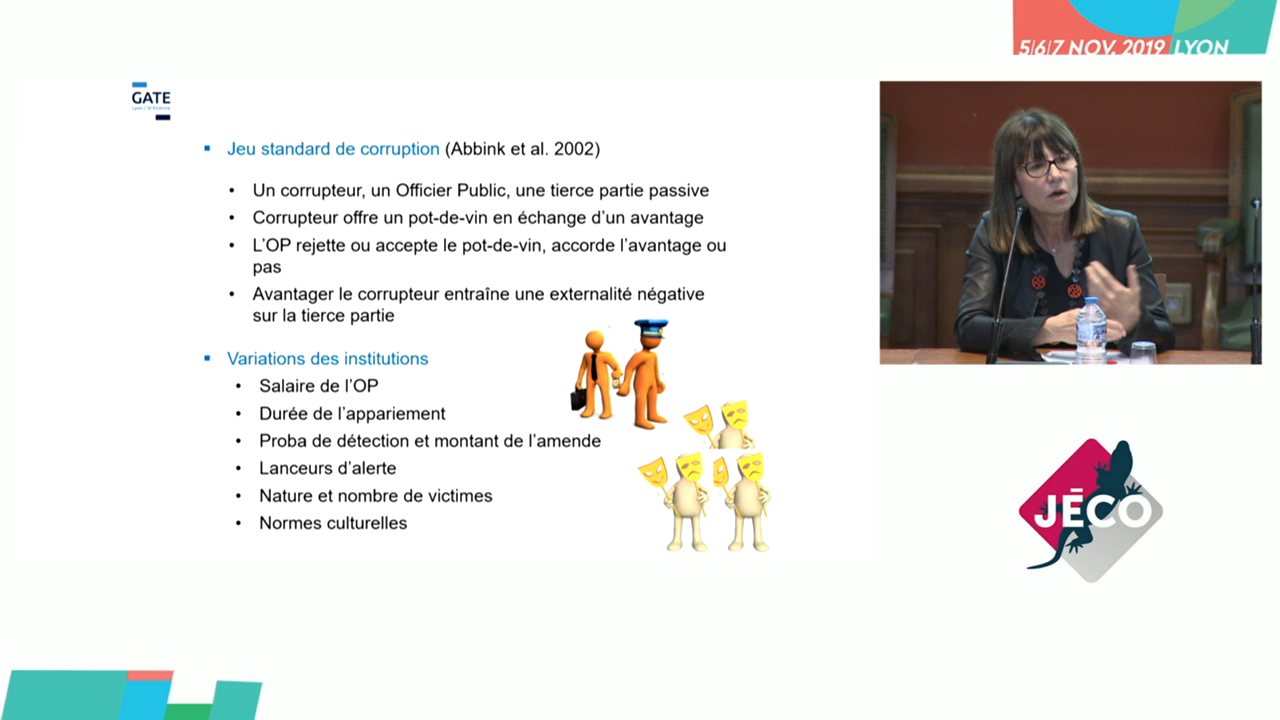 5/6/7 NOV. 2019 LYON
GATE
Lyon / St-Etienne
Jeu standard de corruption (Abbink et al. 2002)
Un corrupteur, un Officier Public, une tierce partie passive
Corrupteur offre un pot-de-vin en échange d’un avantage
L’OP rejette ou accepte le pot-de-vin, accorde l’avantage ou
pas
Avantager le corrupteur entraîne une externalité négative
sur la tierce partie
Variations des institutions
Salaire de l’OP
Durée de l’appariement
Proba de détection et montant de l’amende
Lanceurs d’alerte
Nature et nombre de victimes
Normes culturelles
JĒCO